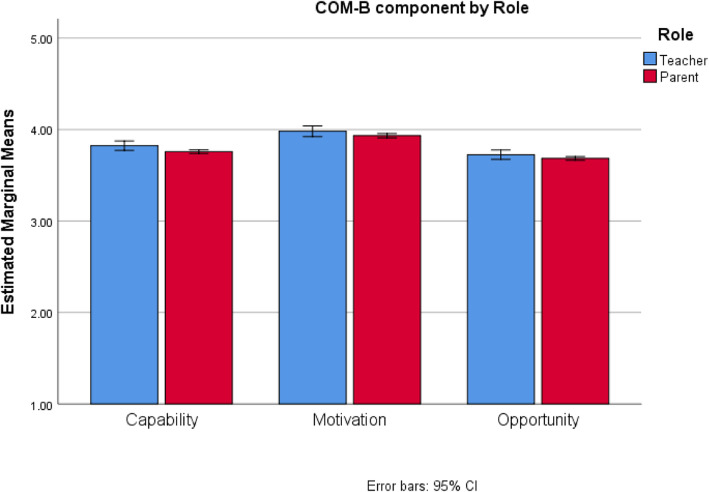 COM-B component by Role
Role
Teacher
Parent
Estimated Marginal Means
5.00
4.00
3.00
2.00
1.00
Capability
Motivation
Opportunity
Error bars: 95% CI